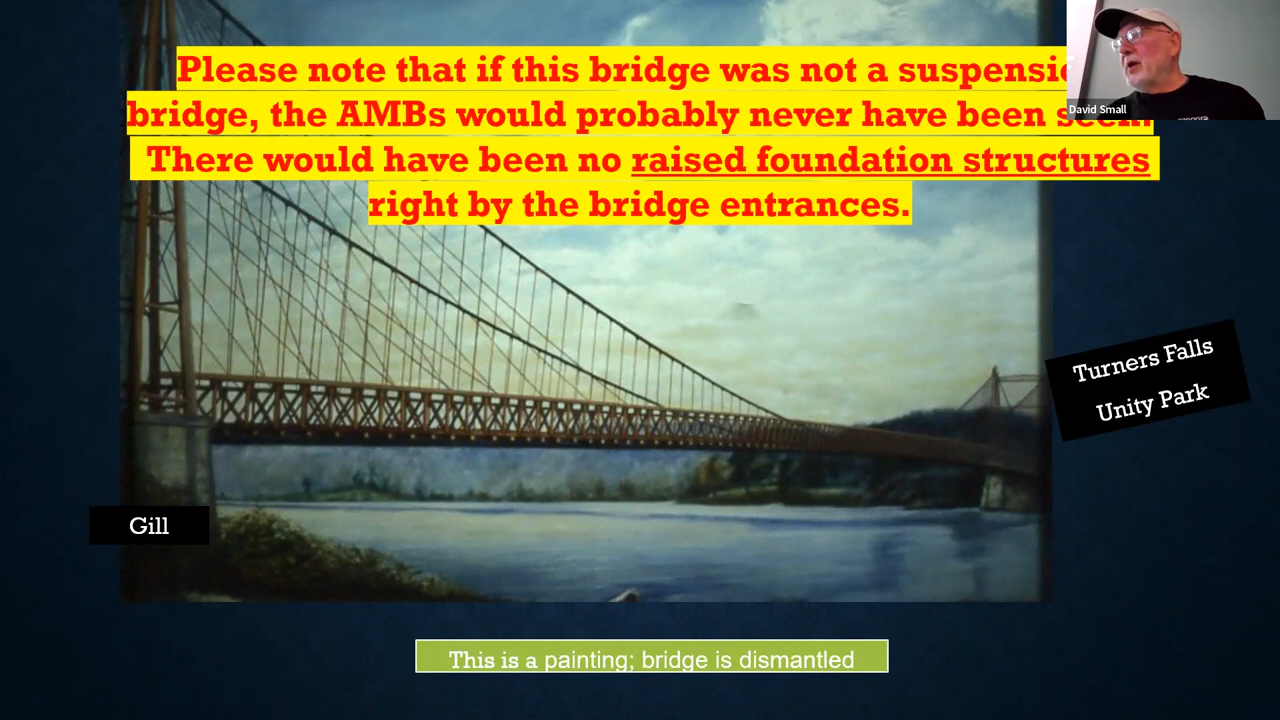 Please note that if this bridge was not a
bridge, the AMBs would probably never have been
There would have been no raised foundation structures
right by the bridge entrances.
David Small
Turners Falls
Unity Park
Gill
This is a painting; bridge is dismantled